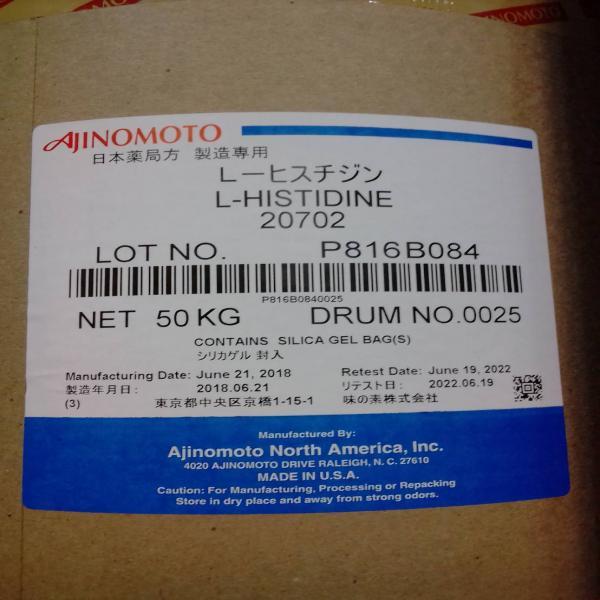 AJINOMOTO
AJINOMOTO
日本薬局方 製造専用
L-ヒスチジン
L-HISTIDINE
20702
LOT NO. P816B084
P816B0840025
NET 50 KG DRUM NO.0025
CONTAINS SILICA GEL BAG(S)
シリカゲル 封入
Manufacturing Date: June 21, 2018 Retest Date: June 19, 2022
製造年月日: 2018.06.21 リテスト日: 2022.06.19
(3) 東京都中央区京橋1-15-1 味の素株式会社
Manufactured By:
Ajinomoto North America, Inc.
4020 AJINOMOTO DRIVE RALEIGH, N. C. 27610
MADE IN U.S.A.
Caution: For Manufacturing, Processing or Repacking
Store in dry place and away from strong odors.